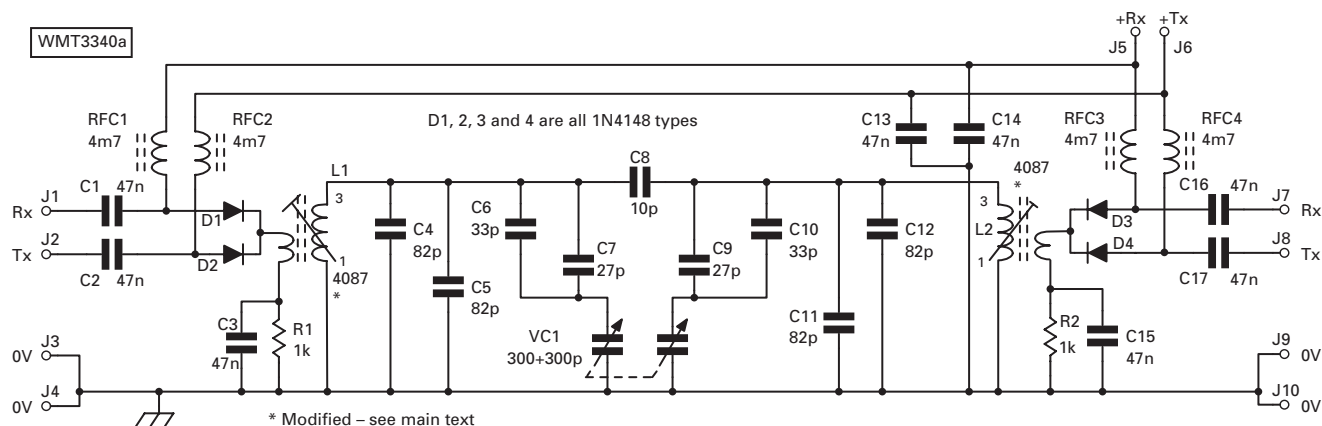 WMT3340a
+Rx +Tx
J5 J6
RFC1 4m7
RFC2 4m7
D1, 2, 3 and 4 are all 1N4148 types
C13 47n
C14 47n
RFC3 4m7
RFC4 4m7
J1
Rx
C1 47n
D1
J2
Tx
C2 47n
D2
L1
3
1
4087
*
C3 47n
R1 1k
C4 82p
C5 82p
C6 33p
C7 27p
C8
10p
VC1
300+300p
C9 27p
C10 33p
C11 82p
C12 82p
4087
*
3
L2
1
D3
D4
C16 47n
J7
Rx
C17 47n
J8
Tx
R2 1k
C15 47n
J3
0V
J4
0V
J9
0V
J10
0V
* Modified – see main text